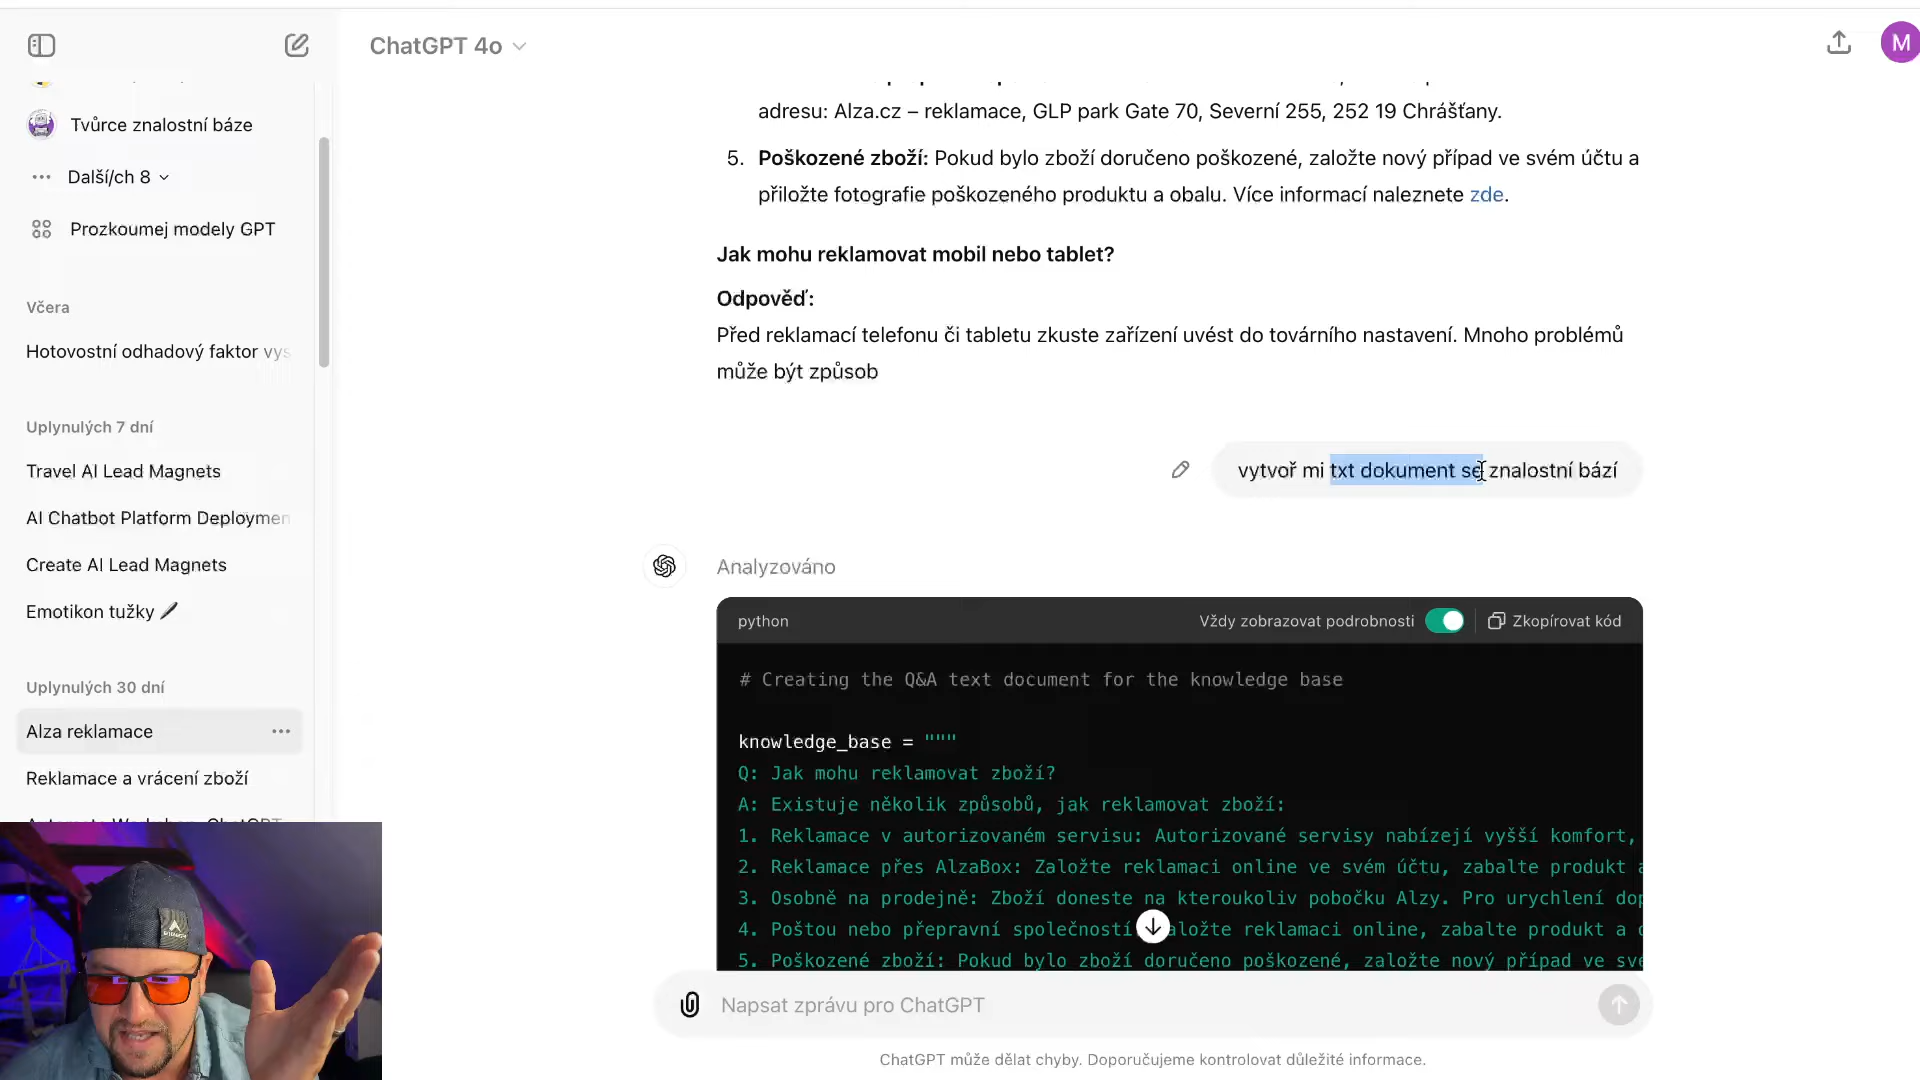 ChatGPT 4o
M
Tvůrce znalostní báze
Další/ch 8
Prozkoumej modely GPT
Včera
Hotovostní odhadový faktor vys
Uplynulých 7 dní
Travel AI Lead Magnets
AI Chatbot Platform Deploymen
Create AI Lead Magnets
Emotikon tužky
Uplynulých 30 dní
Alza reklamace
Reklamace a vrácení zboží
adresu: Alza.cz – reklamace, GLP park Gate 70, Severní 255, 252 19 Chrášťany.
5. Poškozené zboží: Pokud bylo zboží doručeno poškozené, založte nový případ ve svém účtu a
přiložte fotografie poškozeného produktu a obalu. Více informací naleznete zde.
Jak mohu reklamovat mobil nebo tablet?
Odpověď:
Před reklamací telefonu či tabletu zkuste zařízení uvést do továrního nastavení. Mnoho problémů
může být způsob
vytvoř mi txt dokument se znalostní bází
Analyzováno
python
Vždy zobrazovat podrobnosti
Zkopírovat kód
# Creating the Q&A text document for the knowledge base
knowledge_base = """
Q: Jak mohu reklamovat zboží?
A: Existuje několik způsobů, jak reklamovat zboží:
1. Reklamace v autorizovaném servisu: Autorizované servisy nabízejí vyšší komfort,
2. Reklamace přes AlzaBox: Založte reklamaci online ve svém účtu, zabalte produkt a
3. Osobně na prodejně: Zboží doneste na kteroukoliv pobočku Alzy. Pro urychlení dop
4. Poštou nebo přepravní společností aložte reklamaci online, zabalte produkt a o
5. Poškozené zboží: Pokud bylo zboží doručeno poškozené, založte nový případ ve své
Napsat zprávu pro ChatGPT
ChatGPT může dělat chyby. Doporučujeme kontrolovat důležité informace.